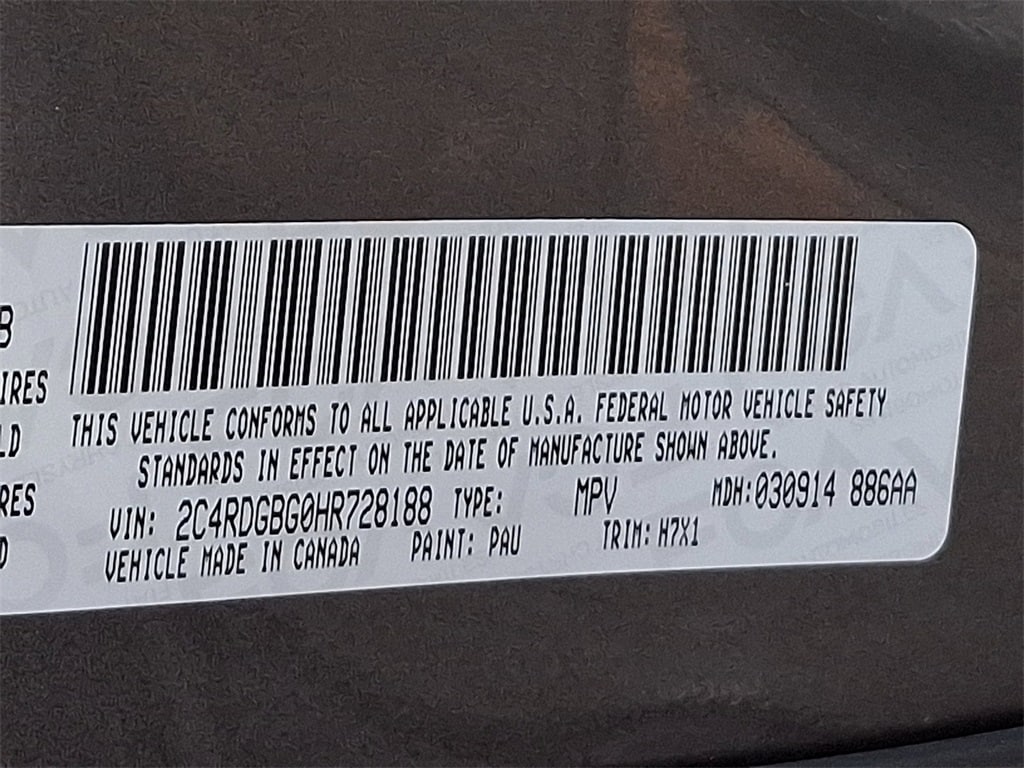 B
IRES
LD
RES
D
THIS VEHICLE CONFORMS TO ALL APPLICABLE U.S.A. FEDERAL MOTOR VEHICLE SAFETY
STANDARDS IN EFFECT ON THE DATE OF MANUFACTURE SHOWN ABOVE.
VIN: 2C4RDGBG0HR728188 TYPE: MPV MDH:030914 886AA
VEHICLE MADE IN CANADA PAINT: PAU TRIM: H7X1